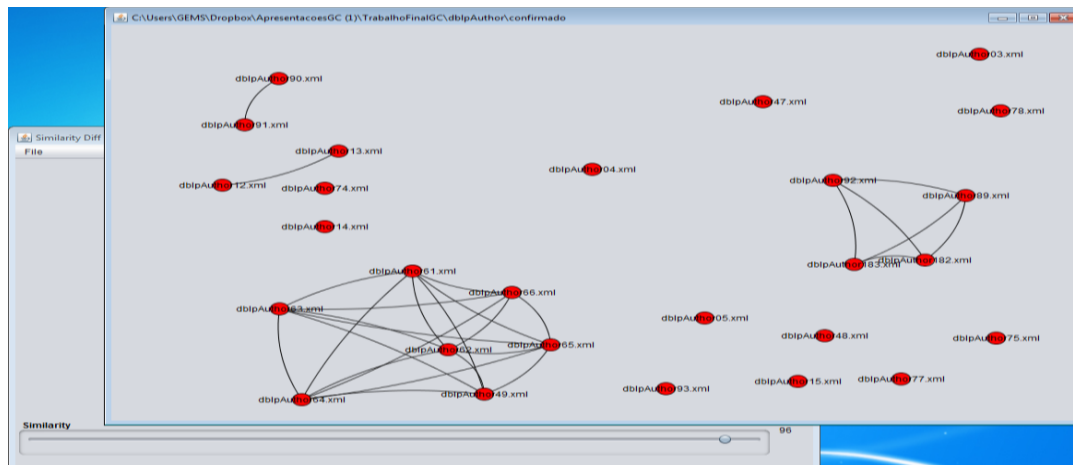 C:\Users\GEMS\Dropbox\ApresentacoesGC (1)\TrabalhoFinalGC\dblpAuthor\confirmado
dblpAuthor03.xml
dblpAuthor90.xml
dblpAuthor47.xml
dblpAuthor78.xml
dblpAuthor91.xml
Similarity Diff
File
dblpAuthor13.xml
dblpAuthor04.xml
dblpAuthor92.xml
dblpAuthor12.xml
dblpAuthor74.xml
dblpAuthor89.xml
dblpAuthor14.xml
dblpAuthor183.xml
dblpAuthor182.xml
dblpAuthor61.xml
dblpAuthor66.xml
dblpAuthor63.xml
dblpAuthor05.xml
dblpAuthor48.xml
dblpAuthor75.xml
dblpAuthor62.xml
dblpAuthor65.xml
dblpAuthor93.xml
dblpAuthor15.xml
dblpAuthor77.xml
dblpAuthor64.xml
dblpAuthor49.xml
Similarity
96